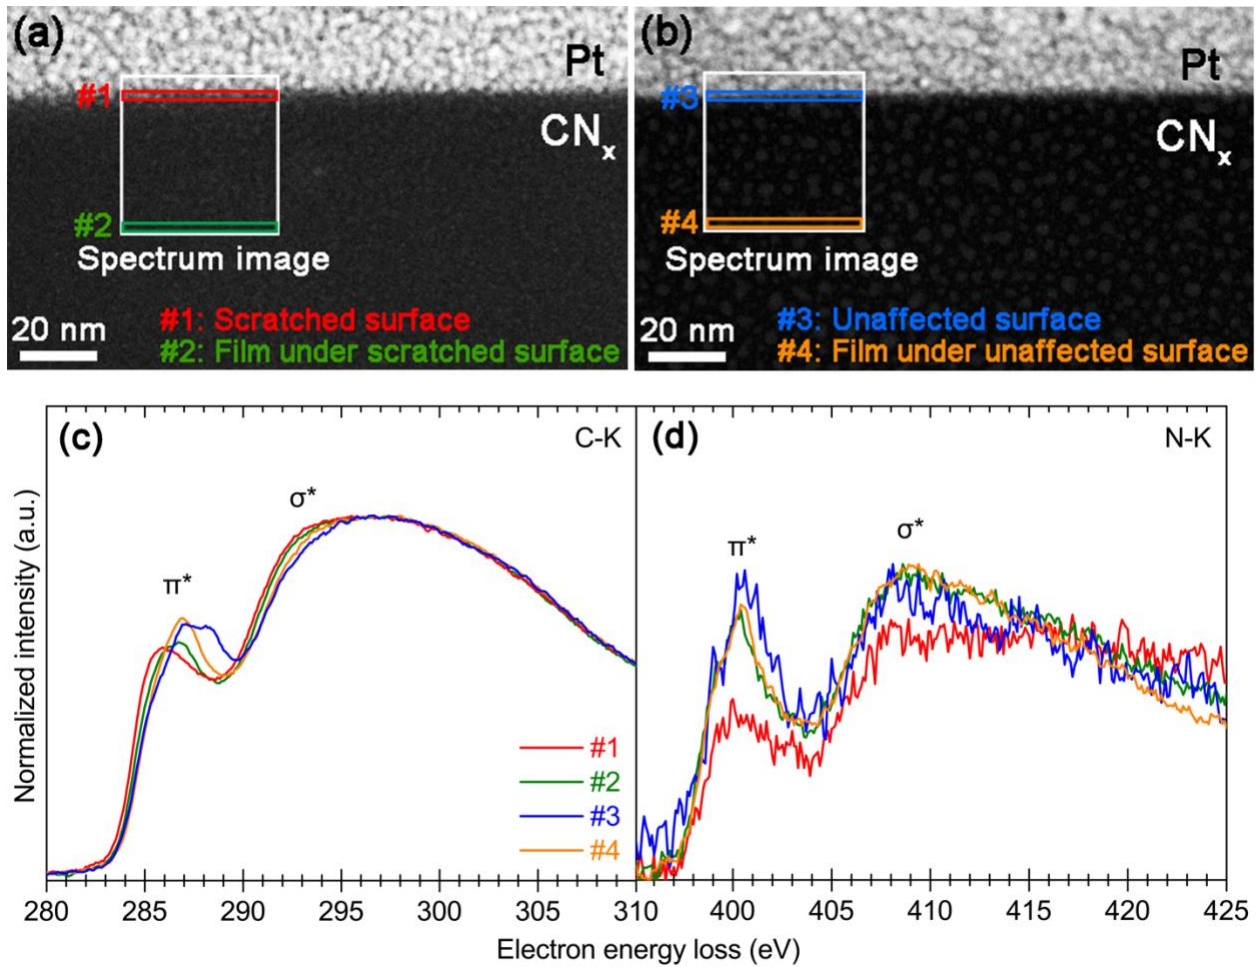 (a)
Pt
#1
CNx
#2
Spectrum image
20 nm
#1: Scratched surface
#2: Film under scratched surface
(b)
Pt
#3
CNx
#4
Spectrum image
20 nm
#3: Unaffected surface
#4: Film under unaffected surface
(c)
C-K
σ*
π*
#1
#2
#3
#4
(d)
N-K
σ*
π*
Normalized intensity (a.u.)
280 285 290 295 300 305 310 400 405 410 415 420 425
Electron energy loss (eV)